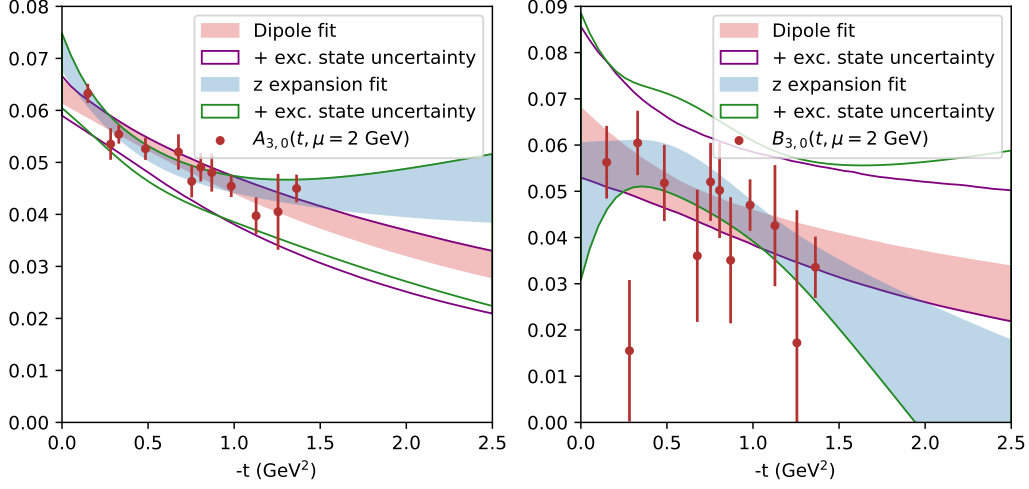 0.08
0.07
0.06
0.05
0.04
0.03
0.02
0.01
0.00
0.0 0.5 1.0 1.5 2.0 2.5
-t (GeV²)
Dipole fit
+ exc. state uncertainty
z expansion fit
+ exc. state uncertainty
A₃,₀(t, μ = 2 GeV)
0.09
0.08
0.07
0.06
0.05
0.04
0.03
0.02
0.01
0.00
0.0 0.5 1.0 1.5 2.0 2.5
-t (GeV²)
Dipole fit
+ exc. state uncertainty
z expansion fit
+ exc. state uncertainty
B₃,₀(t, μ = 2 GeV)